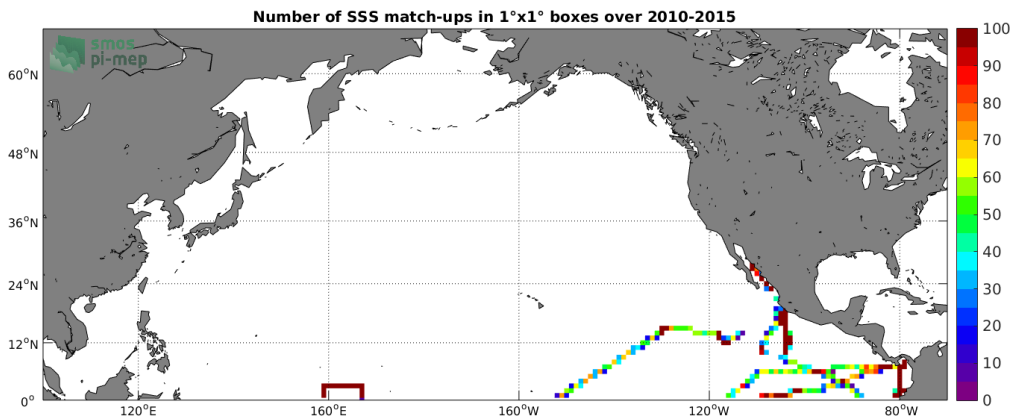 Number of SSS match-ups in 1°x1° boxes over 2010-2015
smos
pi-mep
60°N
48°N
36°N
24°N
12°N
0°
120°E
160°E
160°W
120°W
80°W
100
90
80
70
60
50
40
30
20
10
0